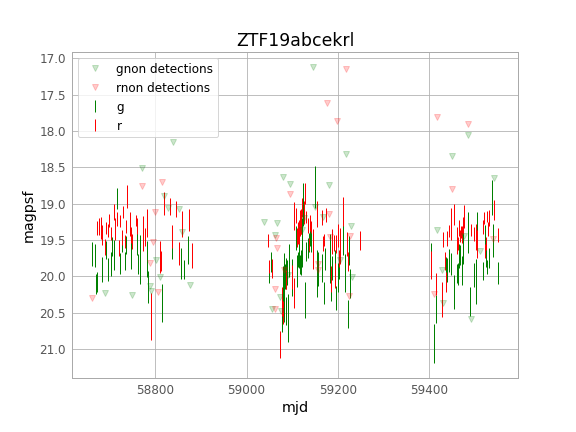 ZTF19abcekrl
gnon detections
rnon detections
g
r
magpsf
17.0
17.5
18.0
18.5
19.0
19.5
20.0
20.5
21.0
58800
59000
59200
59400
mjd